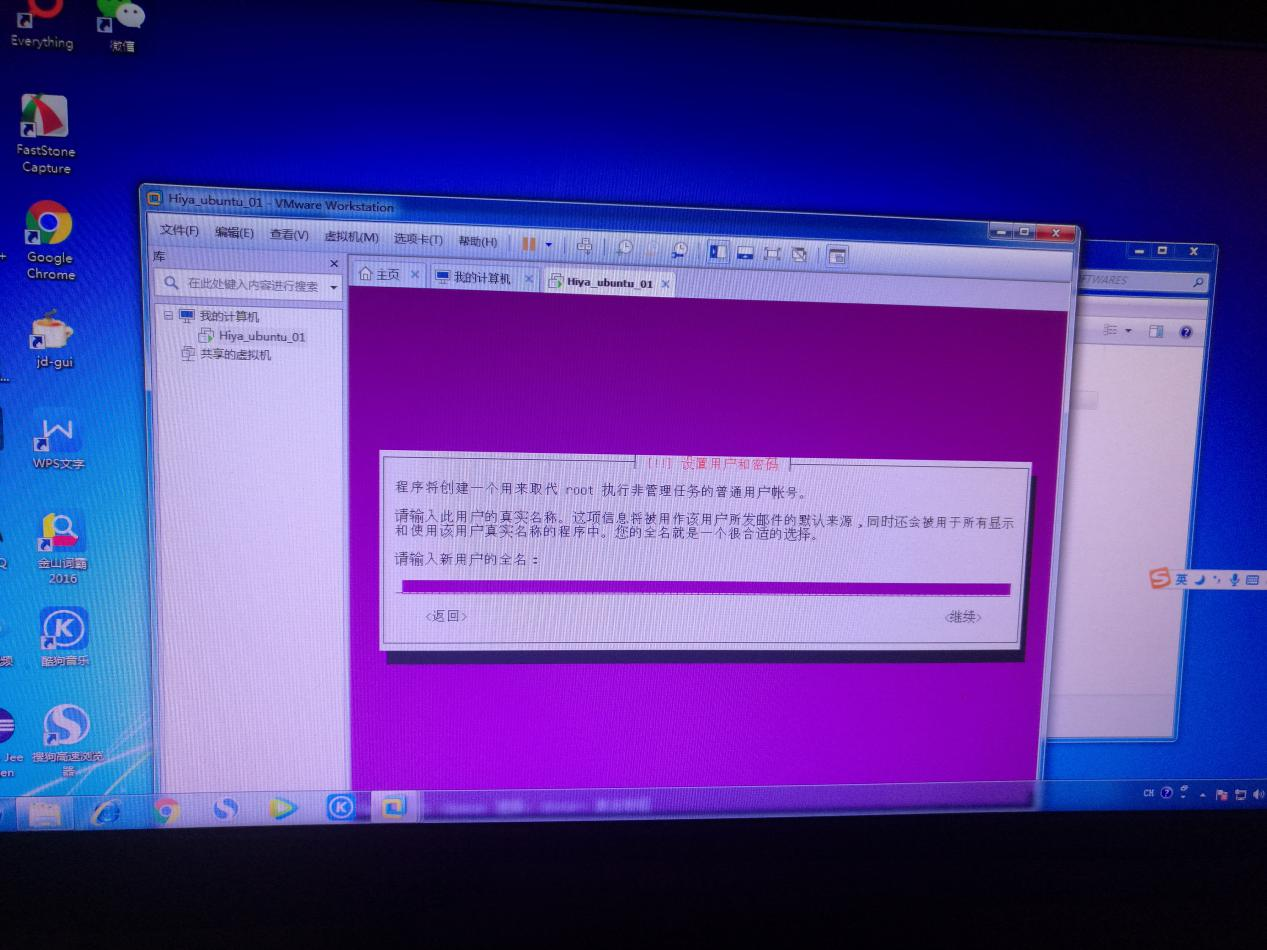 Everything
微信
FastStone
Capture
Google
Chrome
jd-gui
WPS文字
金山词霸
2016
酷狗音乐
Jee
en
搜狗高速浏览
器
频
Hiya_ubuntu_01 - VMware Workstation
文件(F) 编辑(E) 查看(V) 虚拟机(M) 选项卡(T) 帮助(H)
库
在此处键入内容进行搜索
我的计算机
Hiya_ubuntu_01
共享的虚拟机
主页 我的计算机 Hiya_ubuntu_01
[!!] 设置用户和密码
程序将创建一个用来取代 root 执行非管理任务的普通用户帐号。
请输入此用户的真实名称。这项信息将被用作该用户所发邮件的默认来源,同时还会被用于所有显示
和使用该用户真实名称的程序中。您的全名就是一个很合适的选择。
请输入新用户的全名:
<返回> <继续>
FTWARES
英
CH